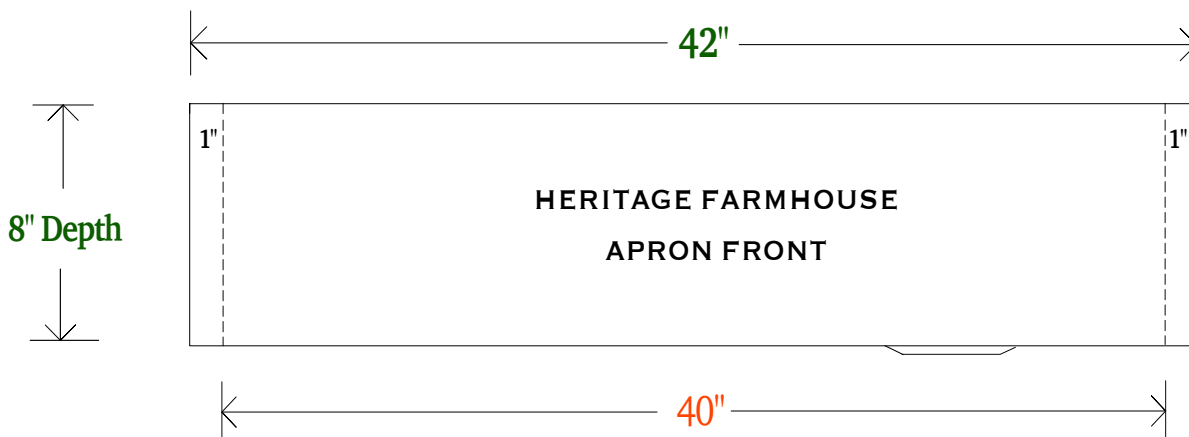 42"
1"
1"
HERITAGE FARMHOUSE
8" Depth
APRON FRONT
40"